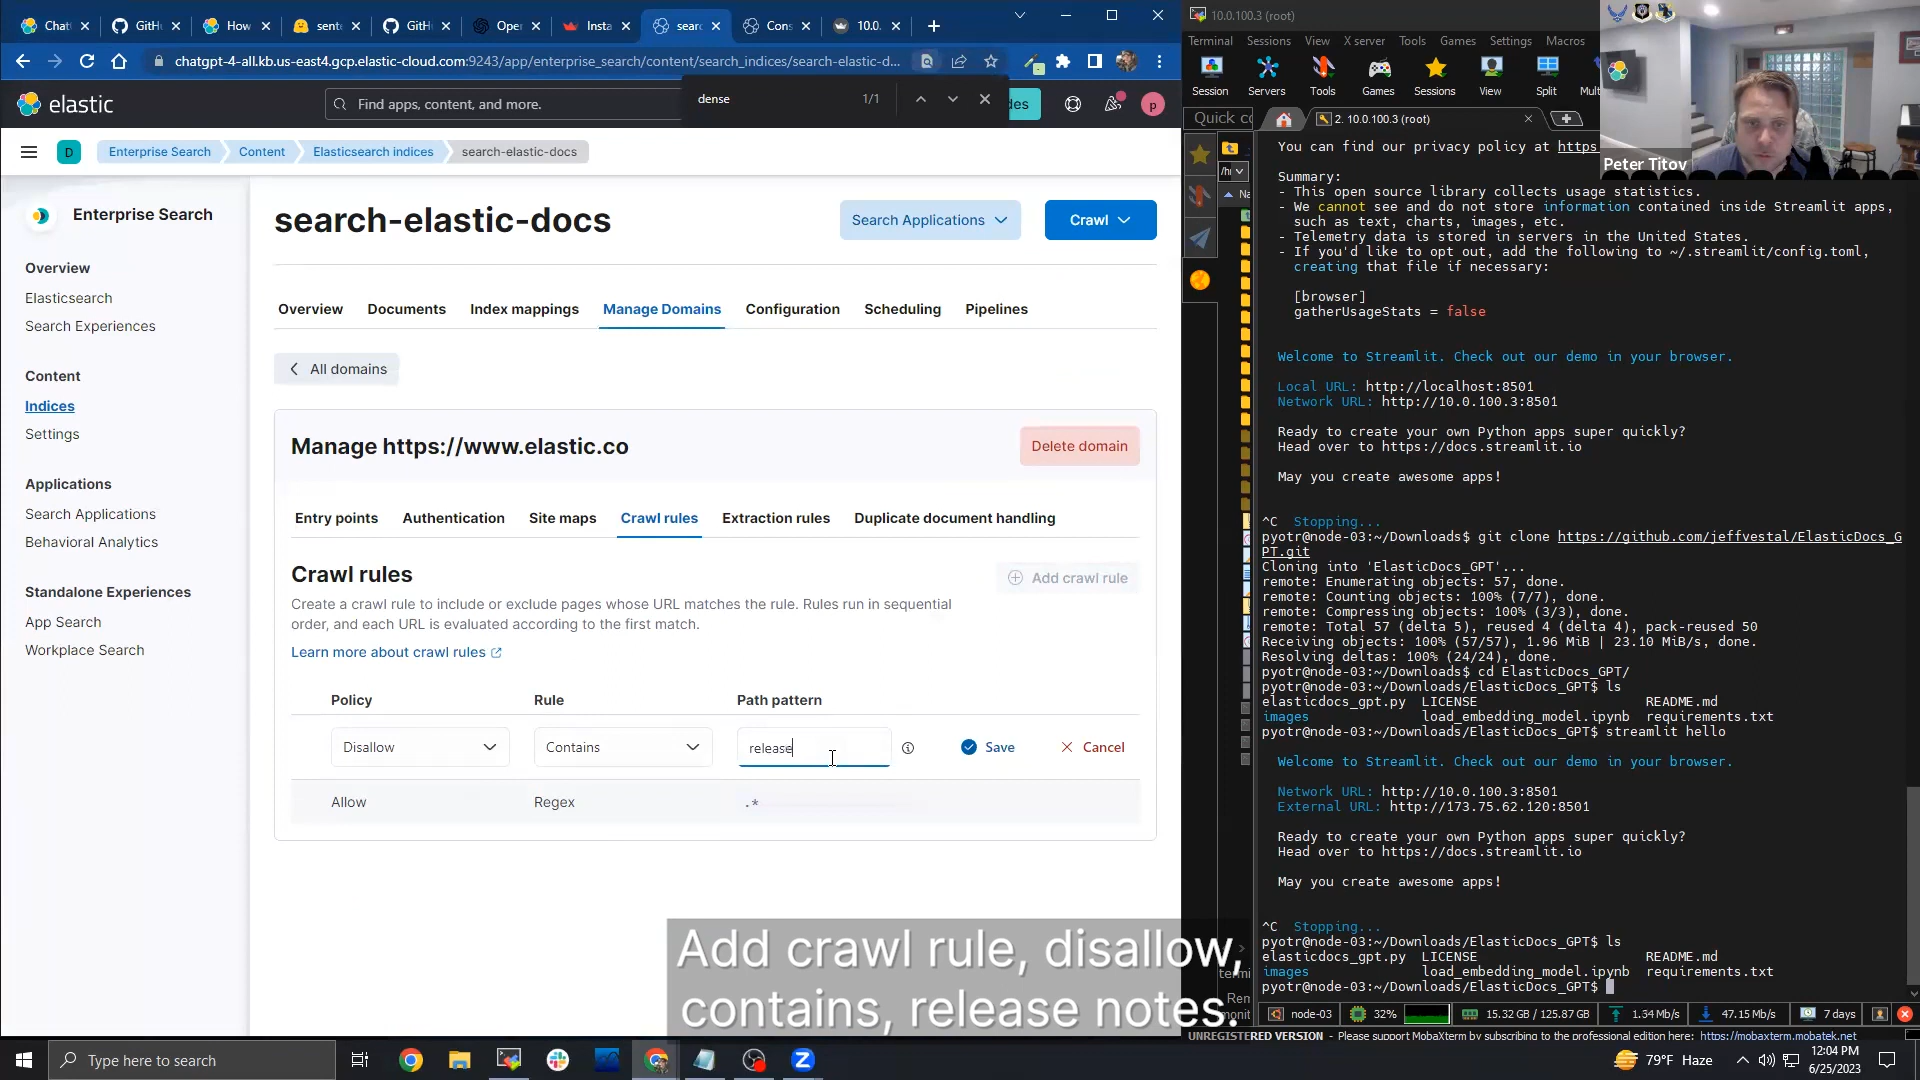 Chat
GitH
How
sent
GitH
Oper
Insta
searc
Cons
10.0.
chatgpt-4-all.kb.us-east4.gcp.elastic-cloud.com:9243/app/enterprise_search/content/search_indices/search-elastic-d...
dense
1/1
elastic
Find apps, content, and more.
des
p
D
Enterprise Search
Content
Elasticsearch indices
search-elastic-docs
Enterprise Search
Overview
Elasticsearch
Search Experiences
Content
Indices
Settings
Applications
Search Applications
Behavioral Analytics
Standalone Experiences
App Search
Workplace Search
search-elastic-docs
Search Applications
Crawl
Overview
Documents
Index mappings
Manage Domains
Configuration
Scheduling
Pipelines
All domains
Manage https://www.elastic.co
Delete domain
Entry points
Authentication
Site maps
Crawl rules
Extraction rules
Duplicate document handling
Crawl rules
Add crawl rule
Create a crawl rule to include or exclude pages whose URL matches the rule. Rules run in sequential
order, and each URL is evaluated according to the first match.
Learn more about crawl rules
Policy
Rule
Path pattern
Disallow
Contains
release
Save
Cancel
Allow
Regex
.*
Add crawl rule, disallow,
contains, release notes.
10.0.100.3 (root)
Terminal
Sessions
View
X server
Tools
Games
Settings
Macros
Session
Servers
Tools
Games
Sessions
View
Split
Mult
Quick co
2. 10.0.100.3 (root)
Peter Titov
You can find our privacy policy at https
Summary:
- This open source library collects usage statistics.
- We cannot see and do not store information contained inside Streamlit apps,
such as text, charts, images, etc.
- Telemetry data is stored in servers in the United States.
- If you'd like to opt out, add the following to ~/.streamlit/config.toml,
creating that file if necessary:
[browser]
gatherUsageStats = false
Welcome to Streamlit. Check out our demo in your browser.
Local URL: http://localhost:8501
Network URL: http://10.0.100.3:8501
Ready to create your own Python apps super quickly?
Head over to https://docs.streamlit.io
May you create awesome apps!
^C  Stopping...
pyotr@node-03:~/Downloads$ git clone https://github.com/jeffvestal/ElasticDocs_G
PT.git
Cloning into 'ElasticDocs_GPT'...
remote: Enumerating objects: 57, done.
remote: Counting objects: 100% (7/7), done.
remote: Compressing objects: 100% (3/3), done.
remote: Total 57 (delta 5), reused 4 (delta 4), pack-reused 50
Receiving objects: 100% (57/57), 1.96 MiB | 23.10 MiB/s, done.
Resolving deltas: 100% (24/24), done.
pyotr@node-03:~/Downloads$ cd ElasticDocs_GPT/
pyotr@node-03:~/Downloads/ElasticDocs_GPT$ ls
elasticdocs_gpt.py  LICENSE  README.md
images  load_embedding_model.ipynb  requirements.txt
pyotr@node-03:~/Downloads/ElasticDocs_GPT$ streamlit hello
Welcome to Streamlit. Check out our demo in your browser.
Network URL: http://10.0.100.3:8501
External URL: http://173.75.62.120:8501
Ready to create your own Python apps super quickly?
Head over to https://docs.streamlit.io
May you create awesome apps!
^C  Stopping...
pyotr@node-03:~/Downloads/ElasticDocs_GPT$ ls
elasticdocs_gpt.py  LICENSE  README.md
images  load_embedding_model.ipynb  requirements.txt
pyotr@node-03:~/Downloads/ElasticDocs_GPT$
node-03
32%
15.32 GB / 125.87 GB
1.34 Mb/s
47.15 Mb/s
7 days
UNREGISTERED VERSION - Please support MobaXterm by subscribing to the professional edition here: https://mobaxterm.mobatek.net
Type here to search
79°F Haze
12:04 PM
6/25/2023